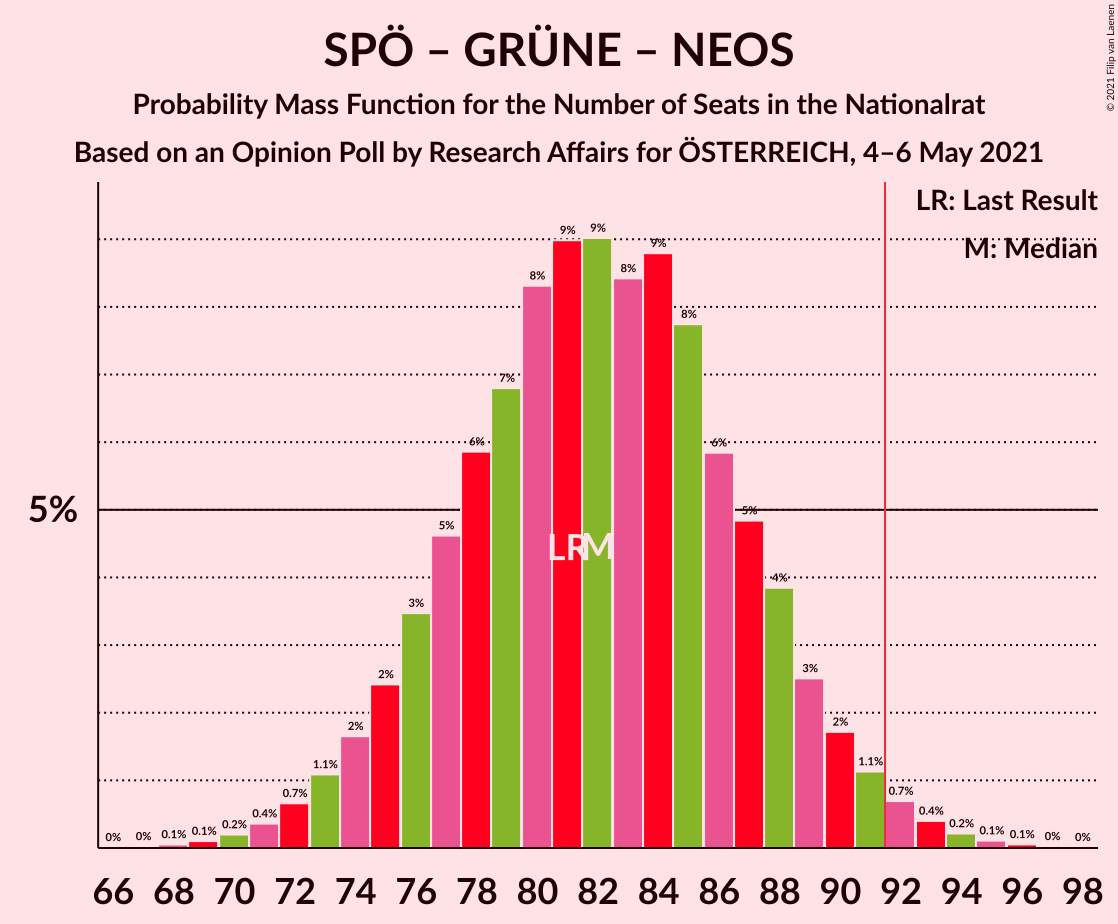 SPÖ – GRÜNE – NEOS
Probability Mass Function for the Number of Seats in the Nationalrat
Based on an Opinion Poll by Research Affairs for ÖSTERREICH, 4–6 May 2021
© 2021 Filip van Laenen
LR: Last Result
M: Median
5%
0% 0% 0.1% 0.1% 0.2% 0.4% 0.7% 1.1% 2% 2% 3% 5% 6% 7% 8% 9% 9% 8% 9% 8% 6% 5% 4% 3% 2% 1.1% 0.7% 0.4% 0.2% 0.1% 0.1% 0% 0%
LR M
66 68 70 72 74 76 78 80 82 84 86 88 90 92 94 96 98